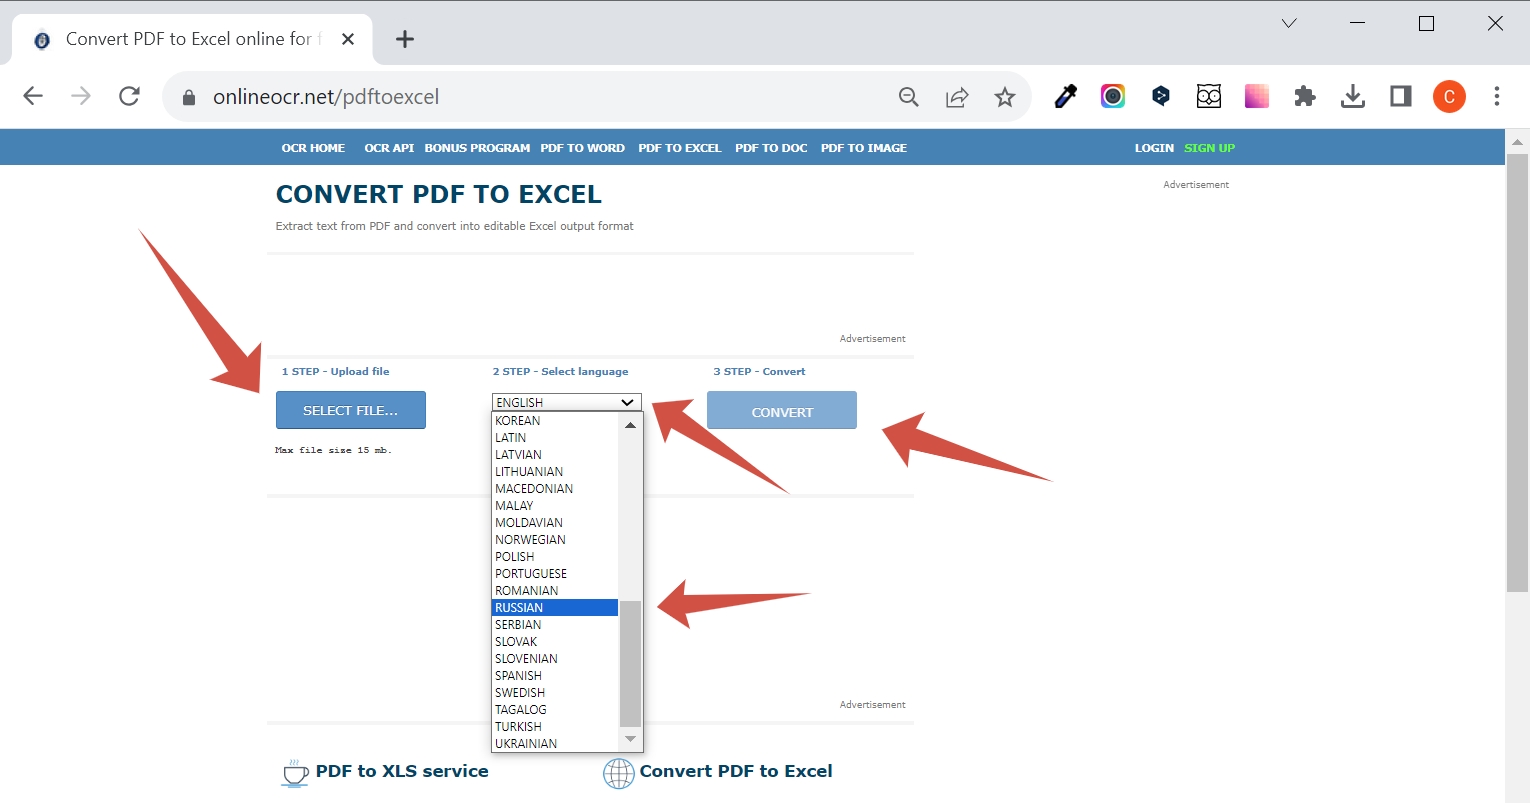 Convert PDF to Excel online for f
onlineocr.net/pdftoexcel
C
OCR HOME OCR API BONUS PROGRAM PDF TO WORD PDF TO EXCEL PDF TO DOC PDF TO IMAGE LOGIN SIGN UP
CONVERT PDF TO EXCEL
Advertisement
Extract text from PDF and convert into editable Excel output format
Advertisement
1 STEP - Upload file
2 STEP - Select language
3 STEP - Convert
SELECT FILE...
ENGLISH
CONVERT
Max file size 15 mb.
KOREAN
LATIN
LATVIAN
LITHUANIAN
MACEDONIAN
MALAY
MOLDAVIAN
NORWEGIAN
POLISH
PORTUGUESE
ROMANIAN
RUSSIAN
SERBIAN
SLOVAK
SLOVENIAN
SPANISH
SWEDISH
TAGALOG
TURKISH
UKRAINIAN
Advertisement
PDF to XLS service
Convert PDF to Excel